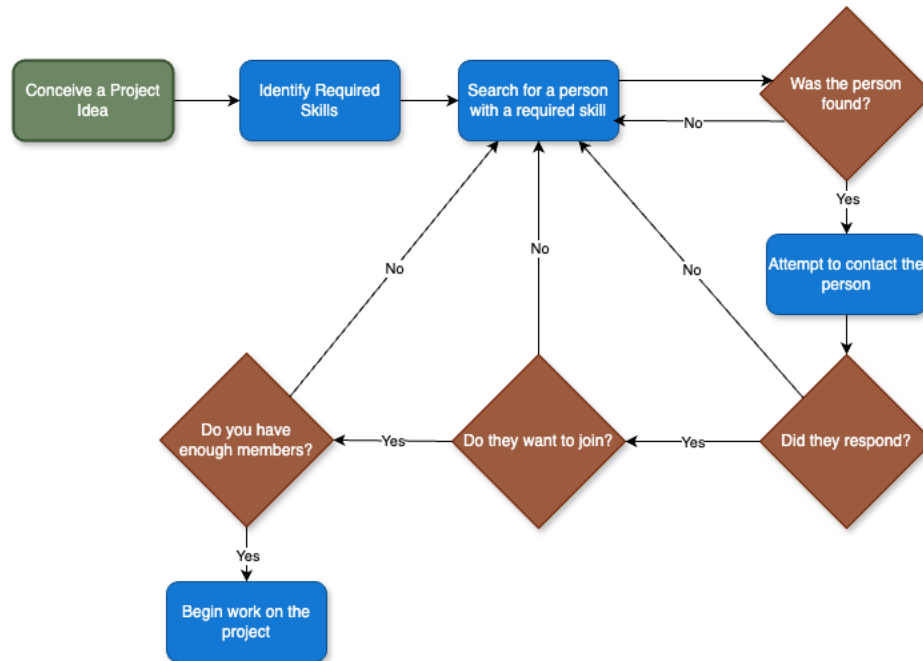 Conceive a Project
Idea
Identify Required
Skills
Search for a person
with a required skill
Was the person
found?
No
Yes
Attempt to contact the
person
No
No
No
Do you have
enough members?
Yes
Do they want to join?
Yes
Did they respond?
Yes
Begin work on the
project